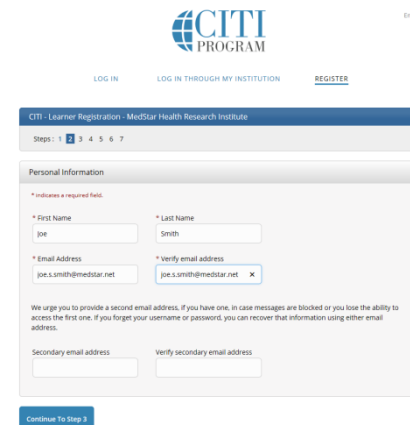 En
CITI
PROGRAM
LOG IN LOG IN THROUGH MY INSTITUTION REGISTER
CITI - Learner Registration - MedStar Health Research Institute
Steps: 1 2 3 4 5 6 7
Personal Information
* indicates a required field.
* First Name * Last Name
Joe Smith
* Email Address * Verify email address
joe.s.smith@medstar.net joe.s.smith@medstar.net ×
We urge you to provide a second email address, if you have one, in case messages are blocked or you lose the ability to
access the first one. If you forget your username or password, you can recover that information using either email
address.
Secondary email address Verify secondary email address
Continue To Step 3